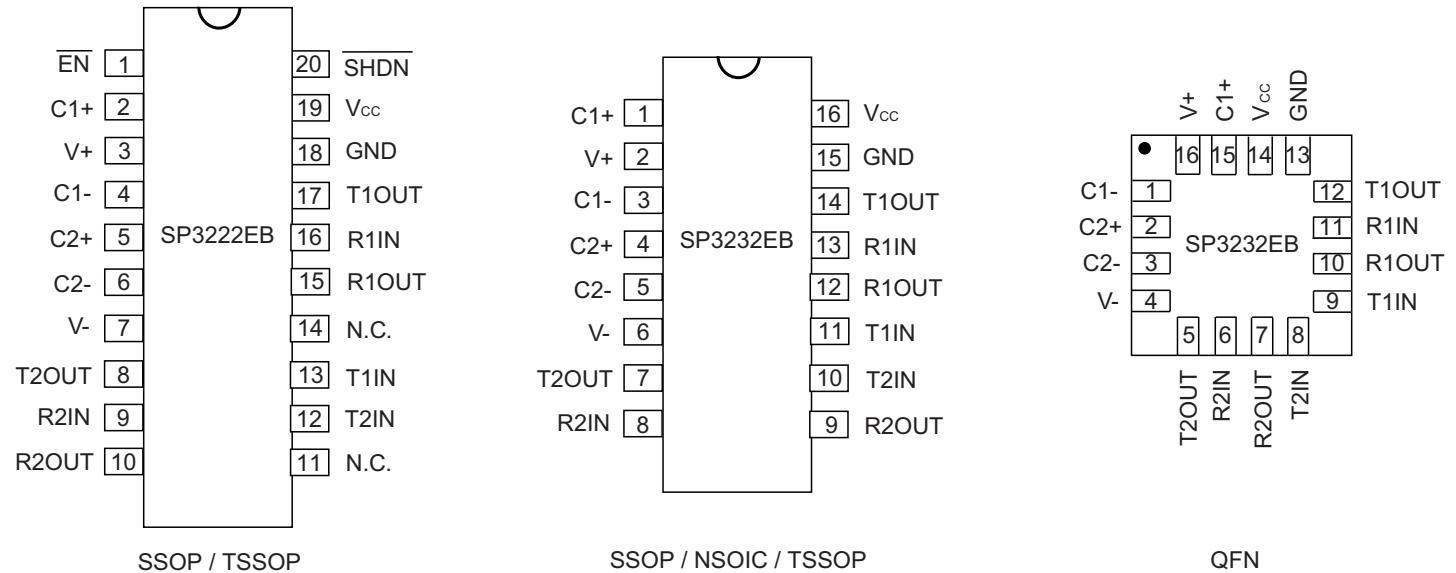 EN 1 20 SHDN
C1+ 2 19 Vcc
V+ 3 18 GND
C1- 4 17 T1OUT
C2+ 5 SP3222EB 16 R1IN
C2- 6 15 R1OUT
V- 7 14 N.C.
T2OUT 8 13 T1IN
R2IN 9 12 T2IN
R2OUT 10 11 N.C.
SSOP / TSSOP
C1+ 1 16 Vcc
V+ 2 15 GND
C1- 3 14 T1OUT
C2+ 4 SP3232EB 13 R1IN
C2- 5 12 R1OUT
V- 6 11 T1IN
T2OUT 7 10 T2IN
R2IN 8 9 R2OUT
SSOP / NSOIC / TSSOP
V+ C1+ Vcc GND
16 15 14 13
C1- 1 12 T1OUT
C2+ 2 SP3232EB 11 R1IN
C2- 3 10 R1OUT
V- 4 9 T1IN
5 6 7 8
T2OUT R2IN R2OUT T2IN
QFN